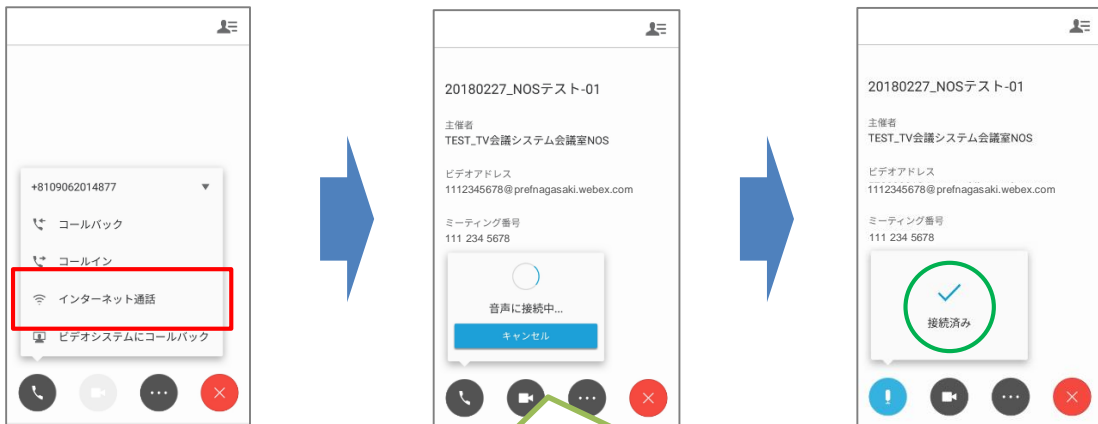 +8109062014877
コールバック
コールイン
インターネット通話
ビデオシステムにコールバック
20180227_NOSテスト-01
主催者
TEST_TV会議システム会議室NOS
ビデオアドレス
1112345678@prefnagasaki.webex.com
ミーティング番号
111 234 5678
音声に接続中...
キャンセル
20180227_NOSテスト-01
主催者
TEST_TV会議システム会議室NOS
ビデオアドレス
1112345678@prefnagasaki.webex.com
ミーティング番号
111 234 5678
接続済み